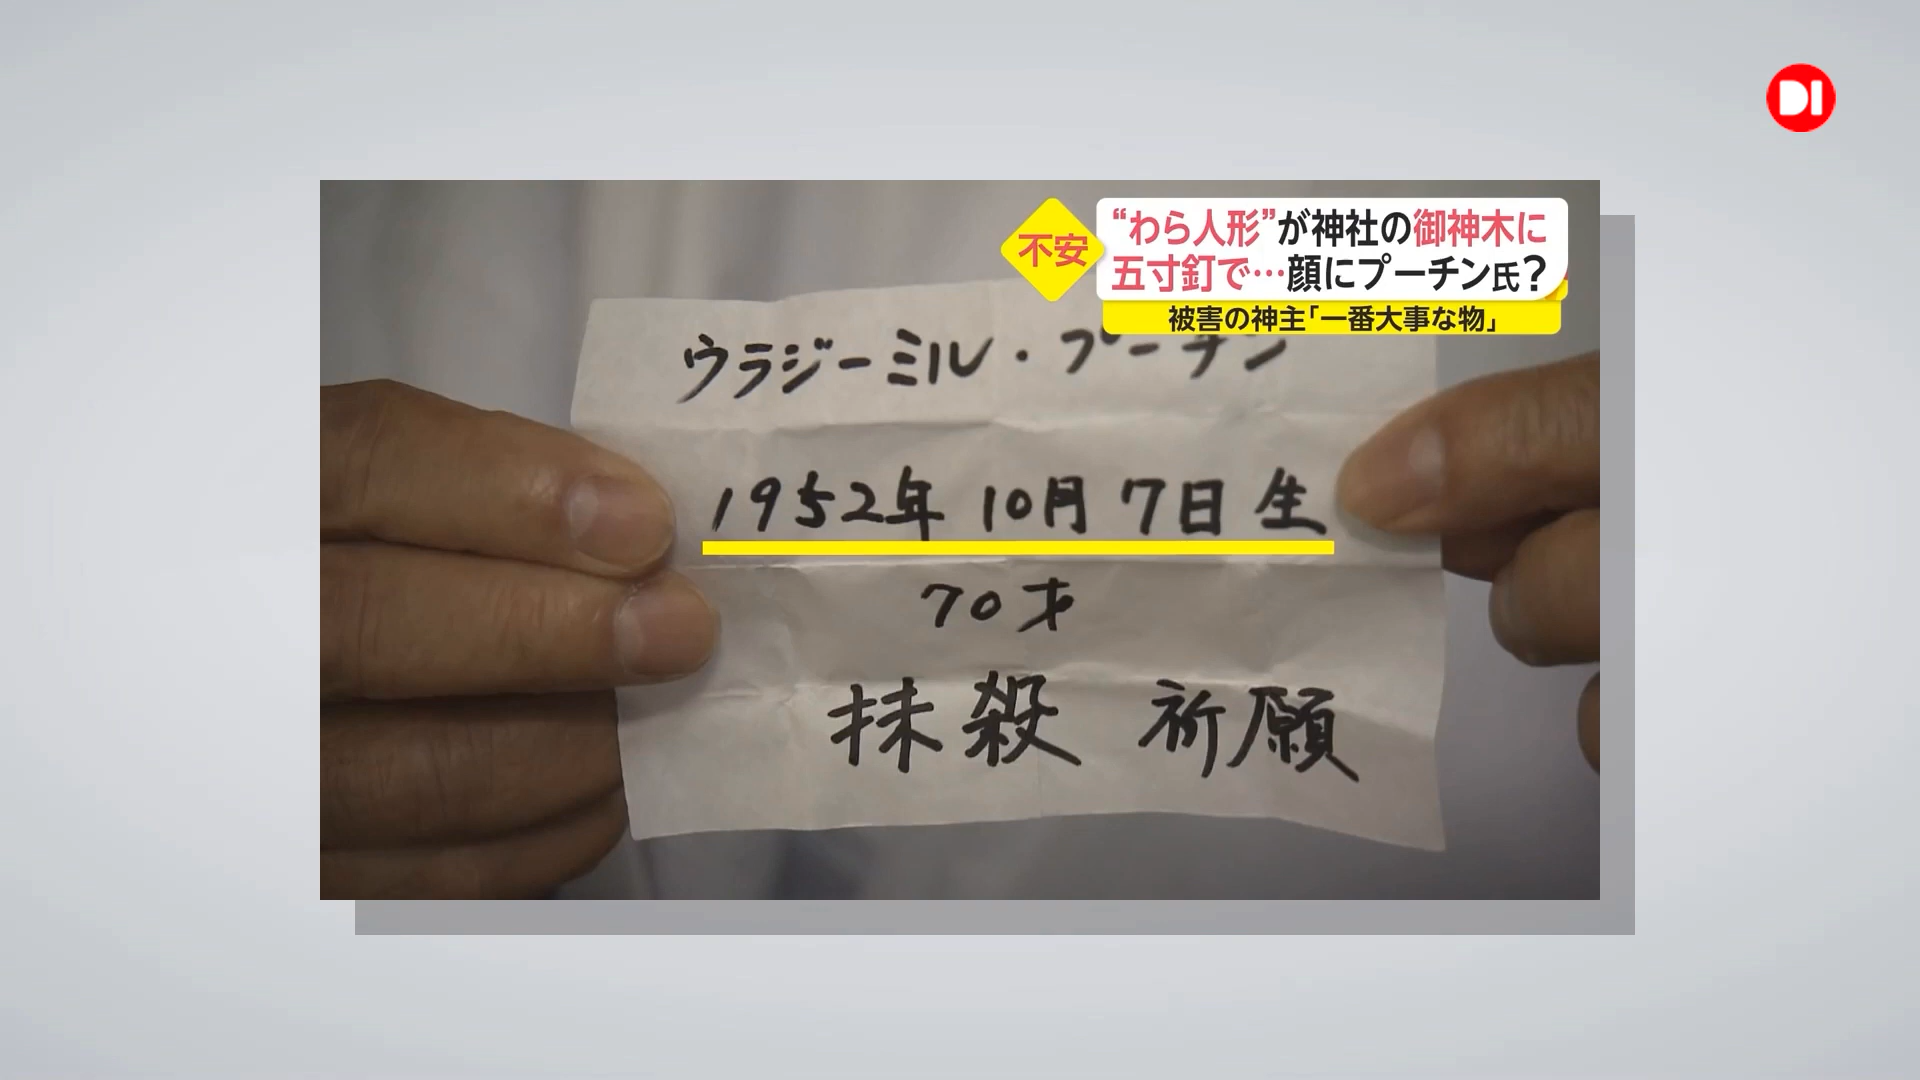 DI
不安
“わら人形”が神社の御神木に
五寸釘で…顔にプーチン氏?
被害の神主「一番大事な物」
ウラジーミル・プーチン
1952年 10月 7日 生
70才
抹殺 祈願